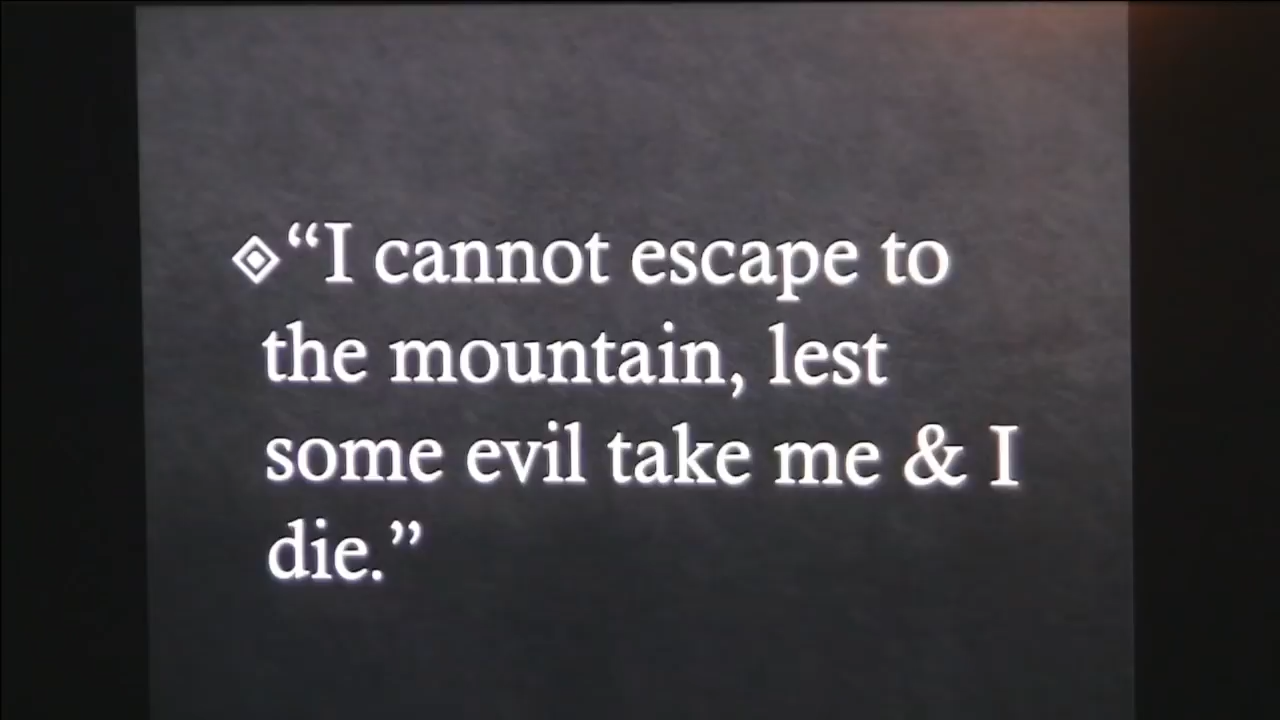 “I cannot escape to
the mountain, lest
some evil take me & I
die.”